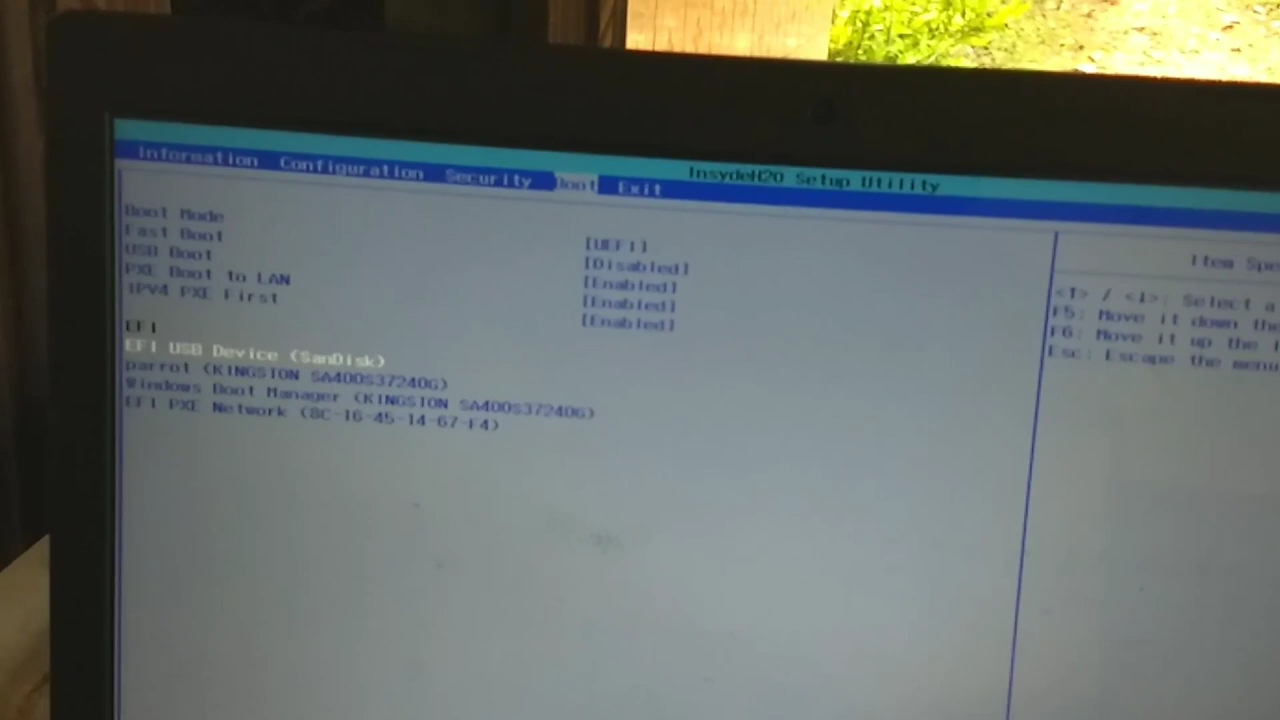 InsydeH20 Setup Utility
Information Configuration Security Boot Exit
Boot Mode [UEFI]
Fast Boot [Disabled]
USB Boot [Enabled]
PXE Boot to LAN [Enabled]
IPV4 PXE First [Enabled]
EFI
EFI USB Device (SanDisk)
parrot (KINGSTON SA400S37240G)
Windows Boot Manager (KINGSTON SA400S37240G)
EFI PXE Network (8C-16-45-14-67-F4)
Item Spe
<↑> / <↓>: Select a
F5: Move it down the
F6: Move it up the l
Esc: Escape the menu